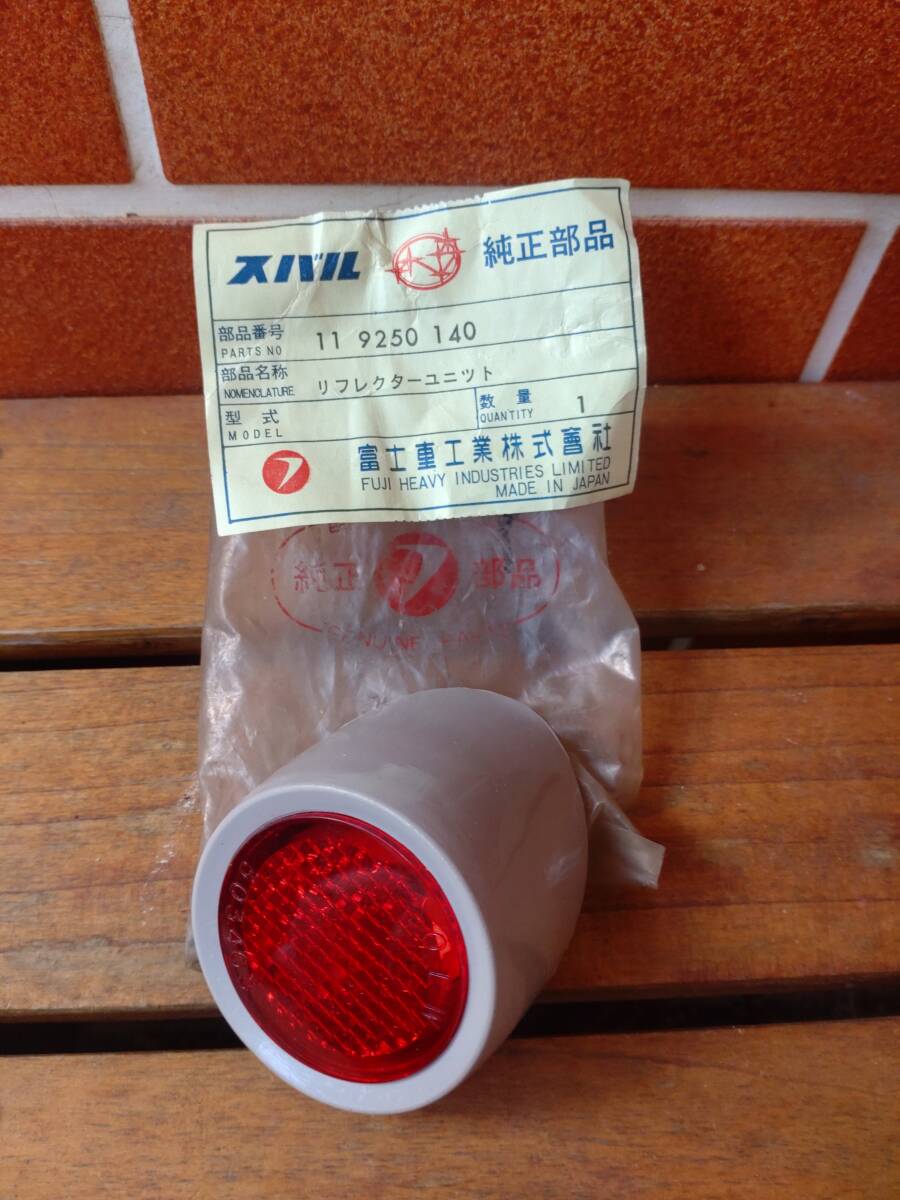 スバル 純正部品
部品番号
PARTS NO 11 9250 140
部品名称
NOMENCLATURE リフレクターユニツト
型式
MODEL
数量
QUANTITY 1
富士重工業株式會社
FUJI HEAVY INDUSTRIES LIMITED
MADE IN JAPAN
純正 部品
GENUINE